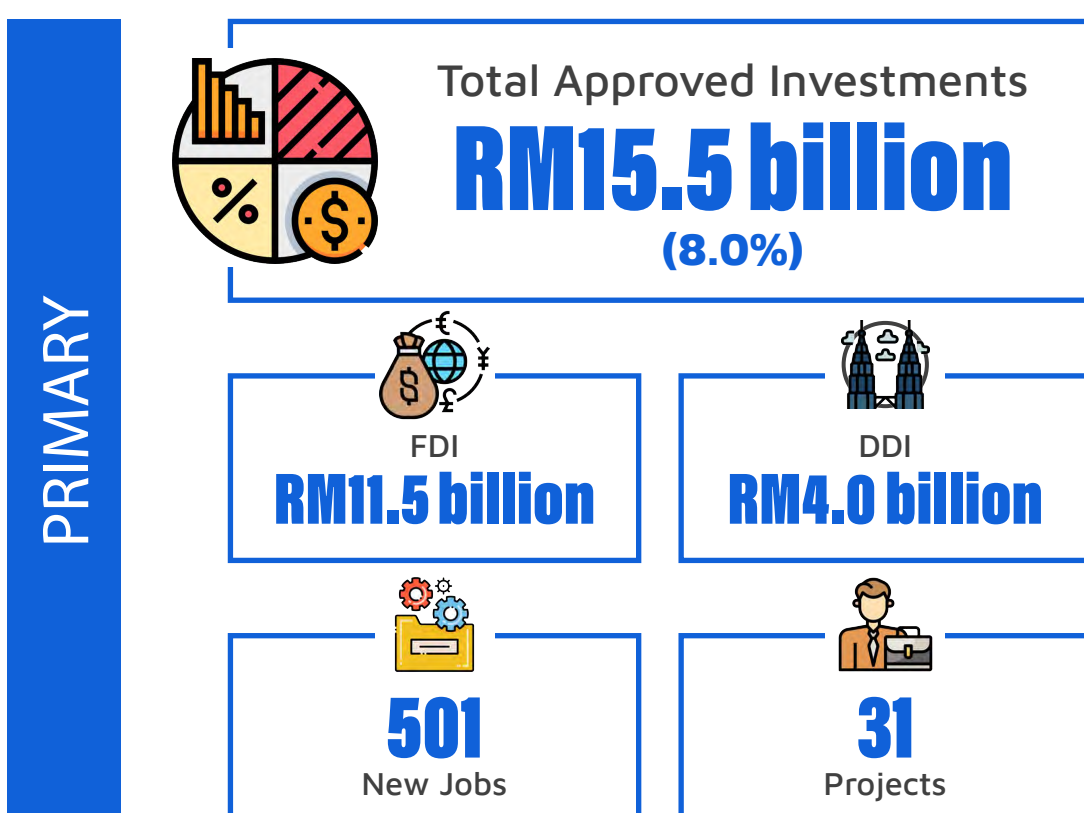 PRIMARY
Total Approved Investments
RM15.5 billion
(8.0%)
FDI
RM11.5 billion
DDI
RM4.0 billion
501
New Jobs
31
Projects